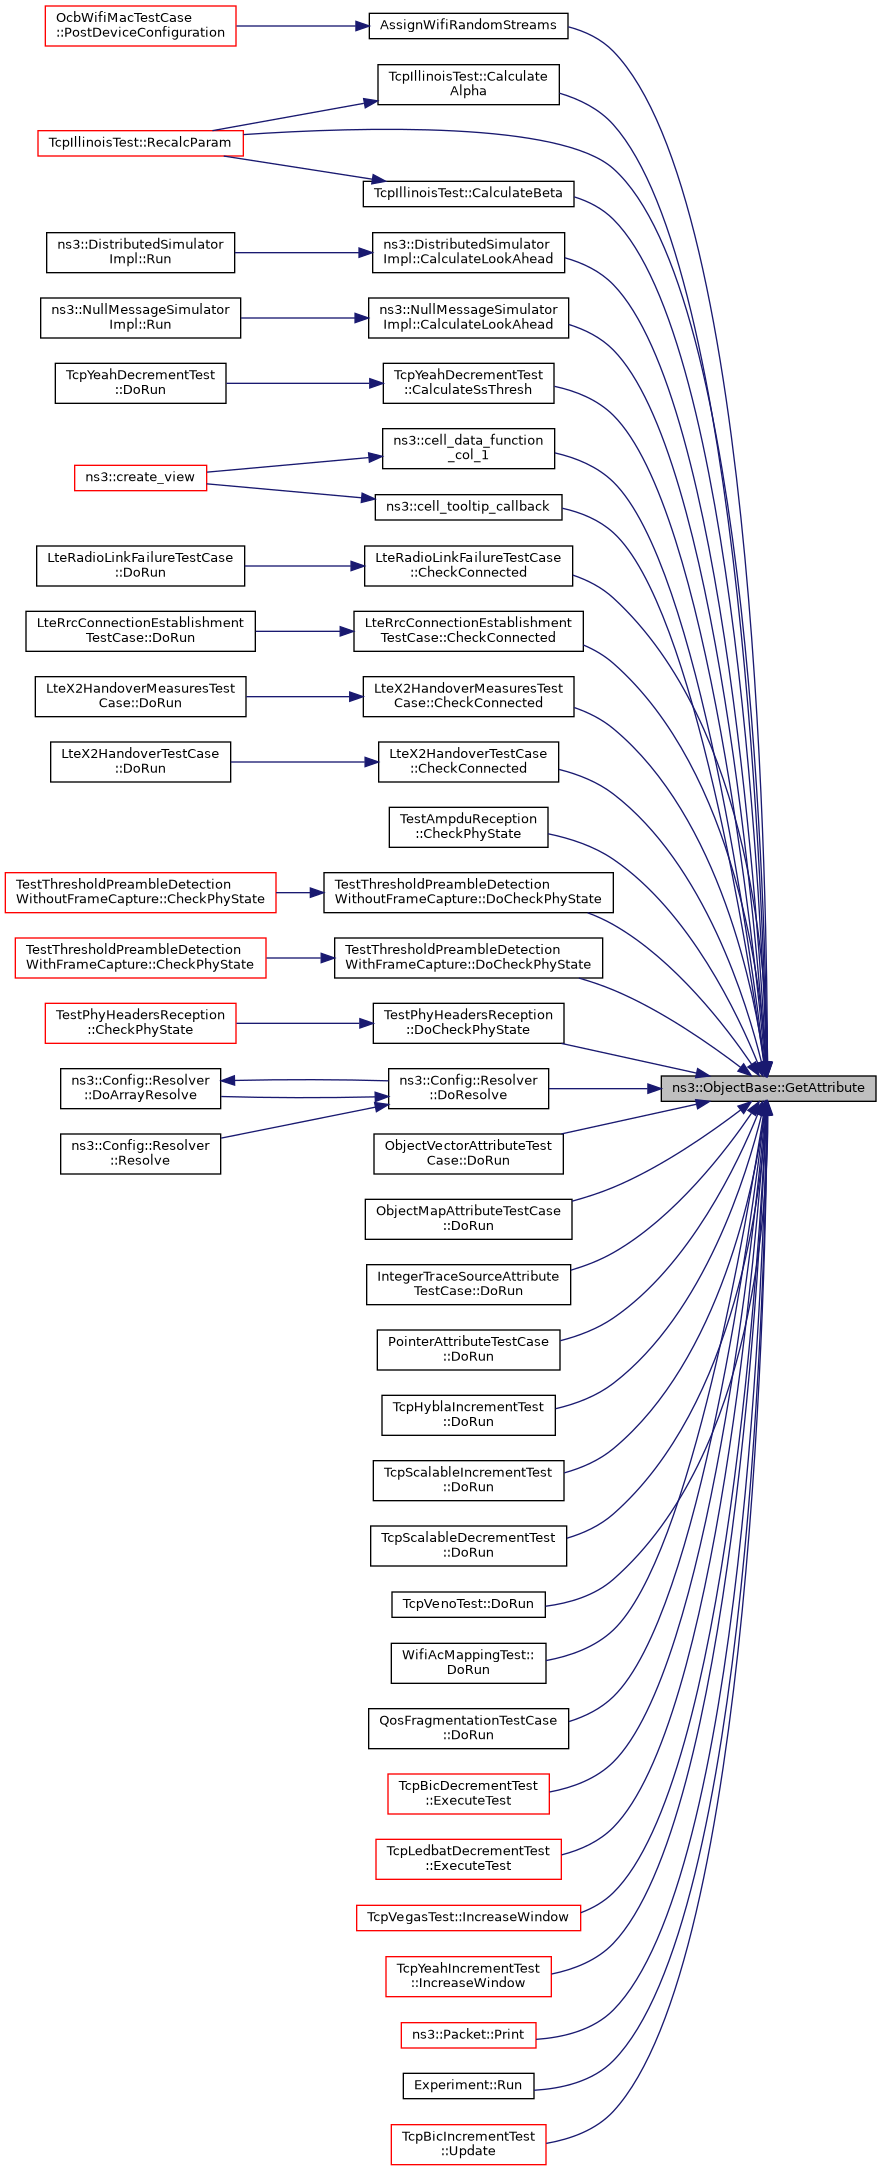 OcbWifiMacTestCase
::PostDeviceConfiguration
AssignWifiRandomStreams
TcpIllinoisTest::Calculate
Alpha
TcpIllinoisTest::RecalcParam
TcpIllinoisTest::CalculateBeta
ns3::DistributedSimulator
Impl::Run
ns3::DistributedSimulator
Impl::CalculateLookAhead
ns3::NullMessageSimulator
Impl::Run
ns3::NullMessageSimulator
Impl::CalculateLookAhead
TcpYeahDecrementTest
::DoRun
TcpYeahDecrementTest
::CalculateSsThresh
ns3::cell_data_function
_col_1
ns3::create_view
ns3::cell_tooltip_callback
LteRadioLinkFailureTestCase
::DoRun
LteRadioLinkFailureTestCase
::CheckConnected
LteRrcConnectionEstablishment
TestCase::DoRun
LteRrcConnectionEstablishment
TestCase::CheckConnected
LteX2HandoverMeasuresTest
Case::DoRun
LteX2HandoverMeasuresTest
Case::CheckConnected
LteX2HandoverTestCase
::DoRun
LteX2HandoverTestCase
::CheckConnected
TestAmpduReception
::CheckPhyState
TestThresholdPreambleDetection
WithoutFrameCapture::CheckPhyState
TestThresholdPreambleDetection
WithoutFrameCapture::DoCheckPhyState
TestThresholdPreambleDetection
WithFrameCapture::CheckPhyState
TestThresholdPreambleDetection
WithFrameCapture::DoCheckPhyState
TestPhyHeadersReception
::CheckPhyState
TestPhyHeadersReception
::DoCheckPhyState
ns3::Config::Resolver
::DoArrayResolve
ns3::Config::Resolver
::DoResolve
ns3::ObjectBase::GetAttribute
ns3::Config::Resolver
::Resolve
ObjectVectorAttributeTest
Case::DoRun
ObjectMapAttributeTestCase
::DoRun
IntegerTraceSourceAttribute
TestCase::DoRun
PointerAttributeTestCase
::DoRun
TcpHyblaIncrementTest
::DoRun
TcpScalableIncrementTest
::DoRun
TcpScalableDecrementTest
::DoRun
TcpVenoTest::DoRun
WifiAcMappingTest::
DoRun
QosFragmentationTestCase
::DoRun
TcpBicDecrementTest
::ExecuteTest
TcpLedbatDecrementTest
::ExecuteTest
TcpVegasTest::IncreaseWindow
TcpYeahIncrementTest
::IncreaseWindow
ns3::Packet::Print
Experiment::Run
TcpBicIncrementTest
::Update